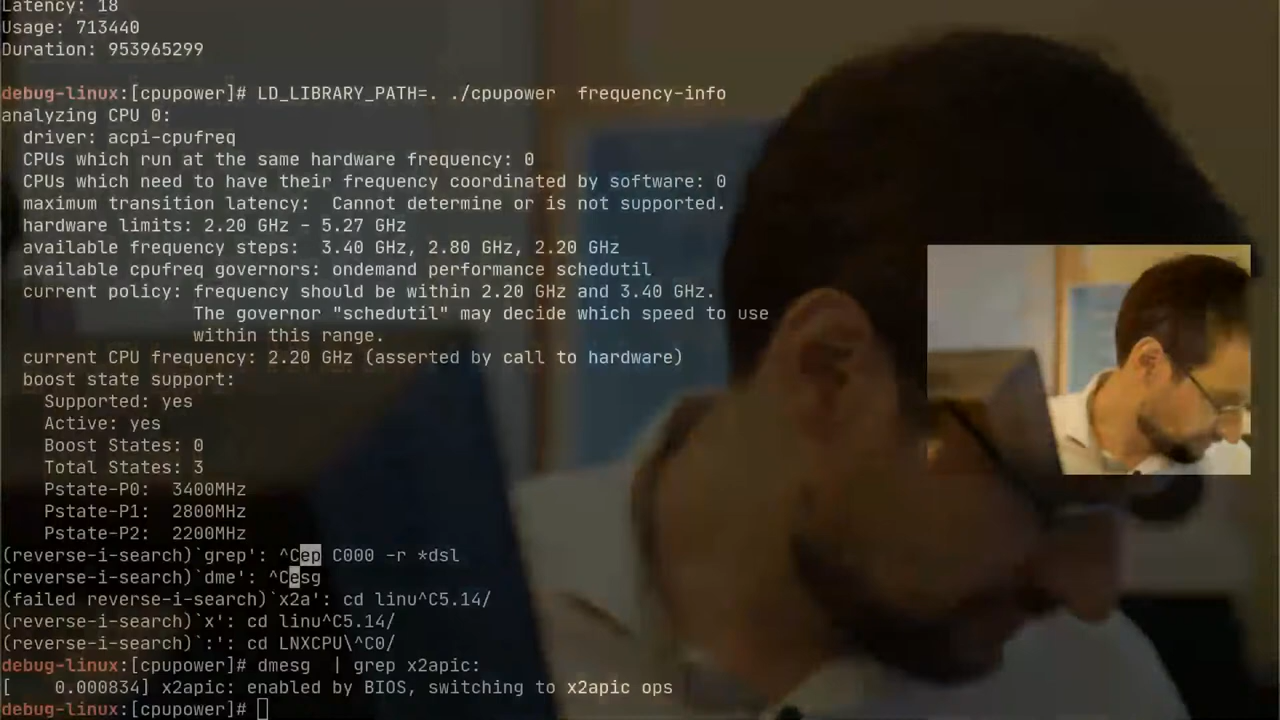 Latency: 18
Usage: 713440
Duration: 953965299
debug-linux:[cpupower]# LD_LIBRARY_PATH=. ./cpupower  frequency-info
analyzing CPU 0:
  driver: acpi-cpufreq
  CPUs which run at the same hardware frequency: 0
  CPUs which need to have their frequency coordinated by software: 0
  maximum transition latency:  Cannot determine or is not supported.
  hardware limits: 2.20 GHz - 5.27 GHz
  available frequency steps:  3.40 GHz, 2.80 GHz, 2.20 GHz
  available cpufreq governors: ondemand performance schedutil
  current policy: frequency should be within 2.20 GHz and 3.40 GHz.
                  The governor "schedutil" may decide which speed to use
                  within this range.
  current CPU frequency: 2.20 GHz (asserted by call to hardware)
  boost state support:
    Supported: yes
    Active: yes
    Boost States: 0
    Total States: 3
    Pstate-P0:  3400MHz
    Pstate-P1:  2800MHz
    Pstate-P2:  2200MHz
(reverse-i-search)`grep': ^Cep C000 -r *dsl
(reverse-i-search)`dme': ^Cesg
(failed reverse-i-search)`x2a': cd linu^C5.14/
(reverse-i-search)`x': cd linu^C5.14/
(reverse-i-search)`:': cd LNXCPU\^C0/
debug-linux:[cpupower]# dmesg  | grep x2apic:
[    0.000834] x2apic: enabled by BIOS, switching to x2apic ops
debug-linux:[cpupower]#